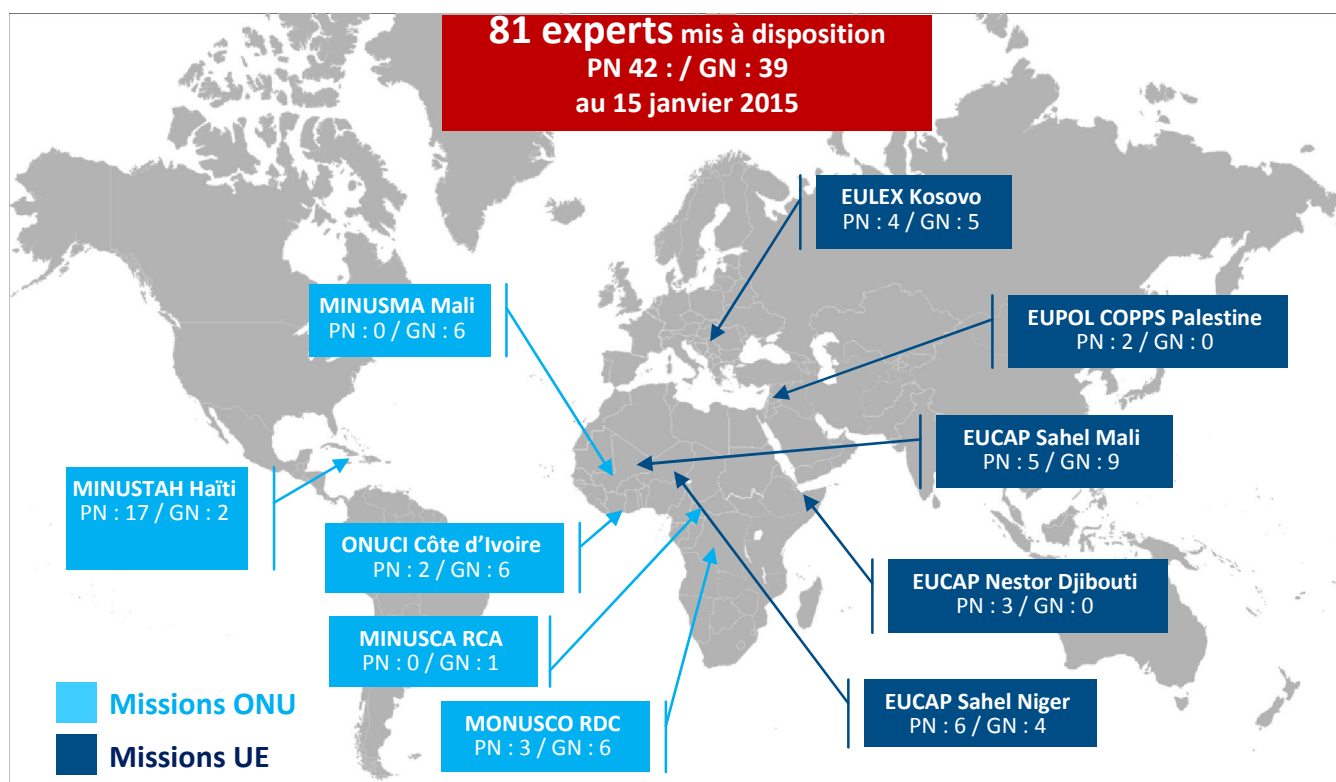 81 experts mis à disposition
PN 42 : / GN : 39
au 15 janvier 2015
EULEX Kosovo
PN : 4 / GN : 5
MINUSMA Mali
PN : 0 / GN : 6
EUPOL COPPS Palestine
PN : 2 / GN : 0
EUCAP Sahel Mali
PN : 5 / GN : 9
MINUSTAH Haïti
PN : 17 / GN : 2
ONUCI Côte d’Ivoire
PN : 2 / GN : 6
EUCAP Nestor Djibouti
PN : 3 / GN : 0
MINUSCA RCA
PN : 0 / GN : 1
EUCAP Sahel Niger
PN : 6 / GN : 4
MONUSCO RDC
PN : 3 / GN : 6
Missions ONU
Missions UE